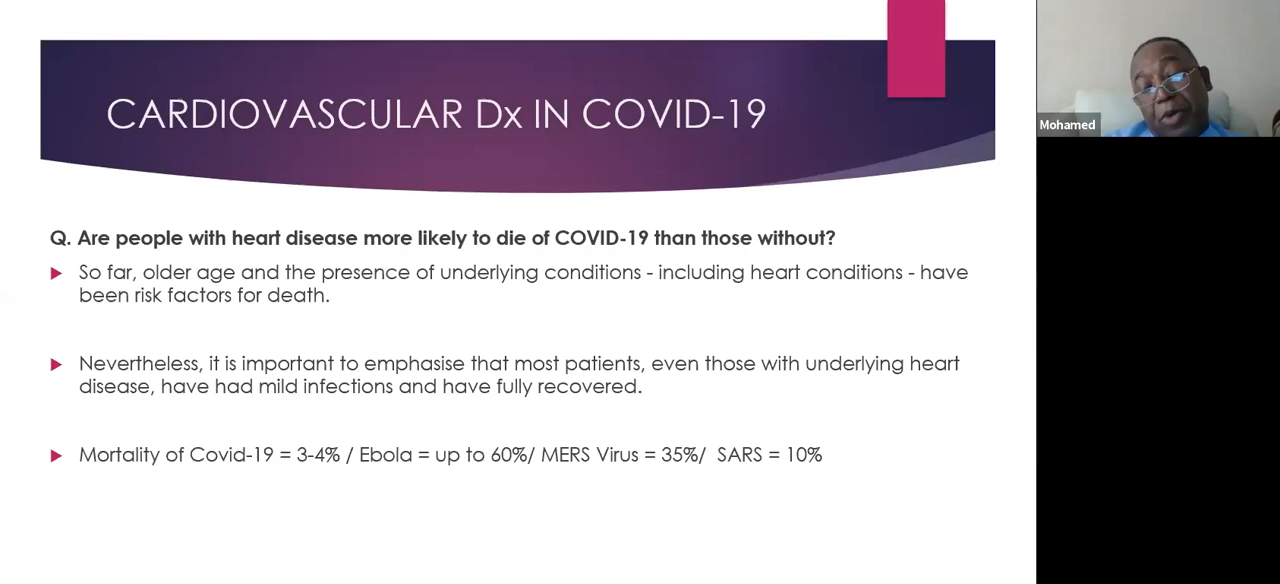 CARDIOVASCULAR Dx IN COVID-19
Mohamed
Q. Are people with heart disease more likely to die of COVID-19 than those without?
So far, older age and the presence of underlying conditions - including heart conditions - have
been risk factors for death.
Nevertheless, it is important to emphasise that most patients, even those with underlying heart
disease, have had mild infections and have fully recovered.
Mortality of Covid-19 = 3-4% / Ebola = up to 60%/ MERS Virus = 35%/  SARS = 10%